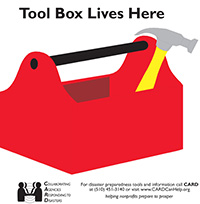 Tool Box Lives Here
COLLABORATING
AGENCIES
RESPONDING TO
DISASTERS
For disaster preparedness tools and information call CARD
at (510) 451-3140 or visit www.CARDCanHelp.org
helping nonprofits prepare to prosper